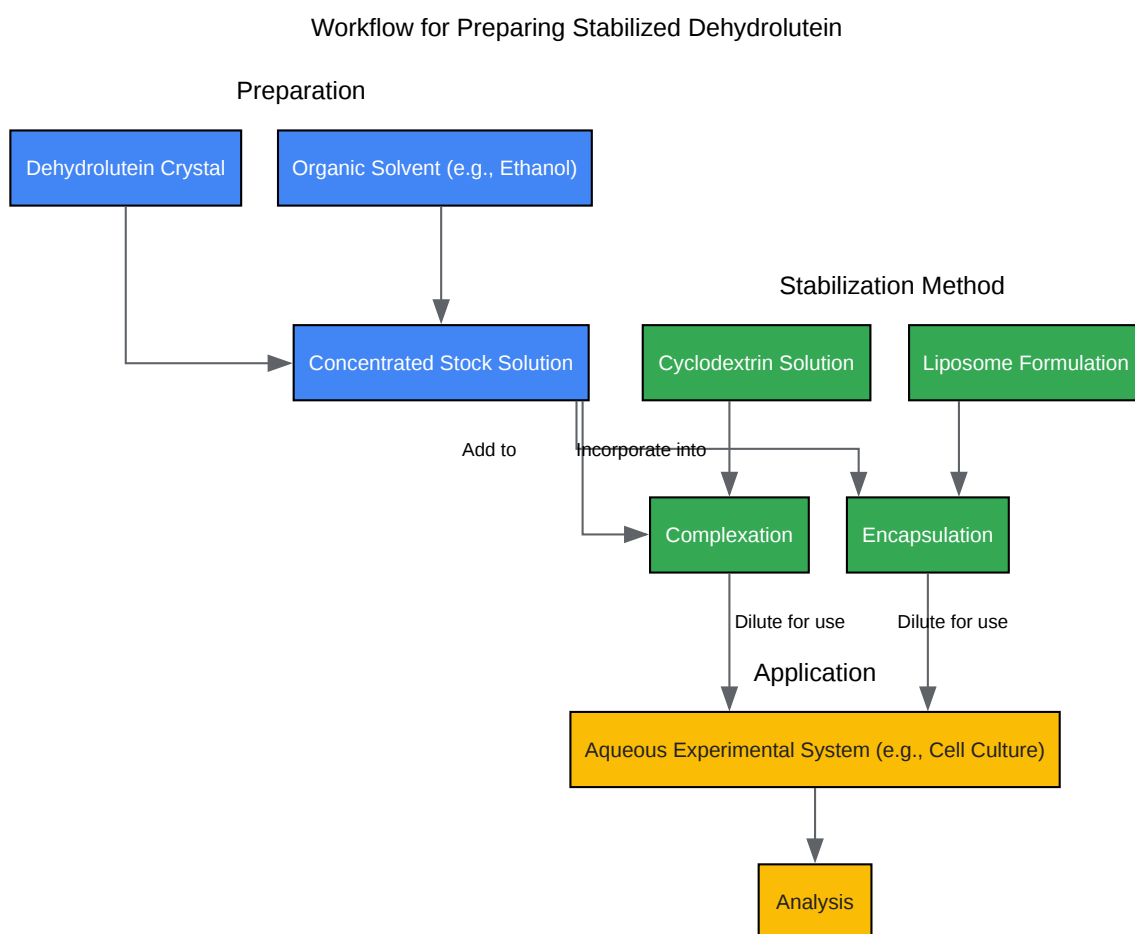 Workflow for Preparing Stabilized Dehydrolutein
Preparation
Dehydrolutein Crystal
Organic Solvent (e.g., Ethanol)
Stabilization Method
Concentrated Stock Solution
Cyclodextrin Solution
Liposome Formulation
Add to
Incorporate into
Complexation
Encapsulation
Dilute for use
Dilute for use
Application
Aqueous Experimental System (e.g., Cell Culture)
Analysis